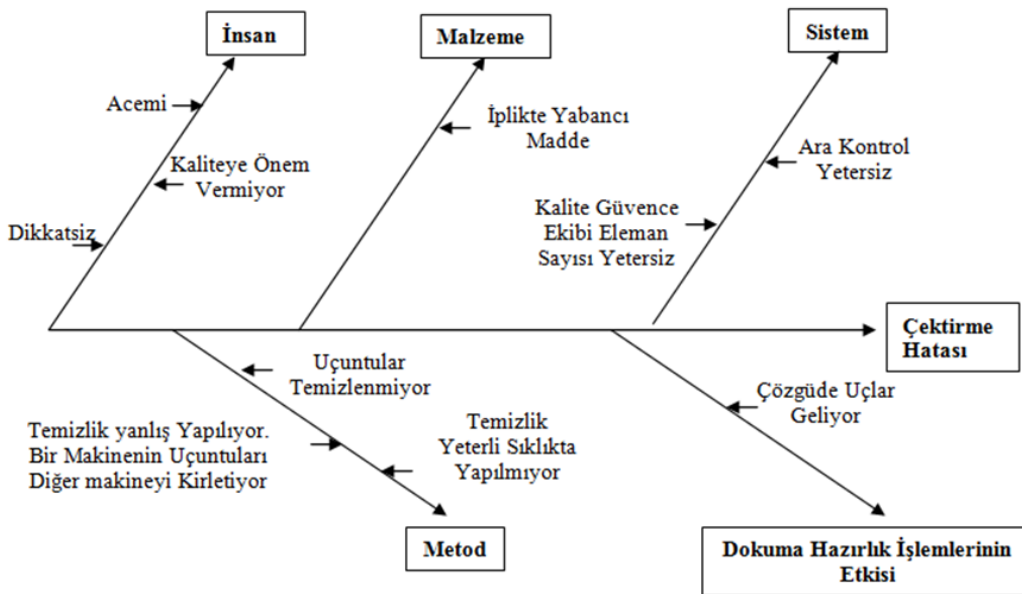 İnsan
Malzeme
Sistem
Acemi
Kaliteye Önem
Vermiyor
Dikkatsiz
İplikte Yabancı
Madde
Ara Kontrol
Yetersiz
Kalite Güvence
Ekibi Eleman
Sayısı Yetersiz
Çektirme
Hatası
Uçuntular
Temizlenmiyor
Temizlik yanlış Yapılıyor.
Bir Makinenin Uçuntuları
Diğer makineyi Kirletiyor
Temizlik
Yeterli Sıklıkta
Yapılmıyor
Çözgüde Uçlar
Geliyor
Metod
Dokuma Hazırlık İşlemlerinin
Etkisi